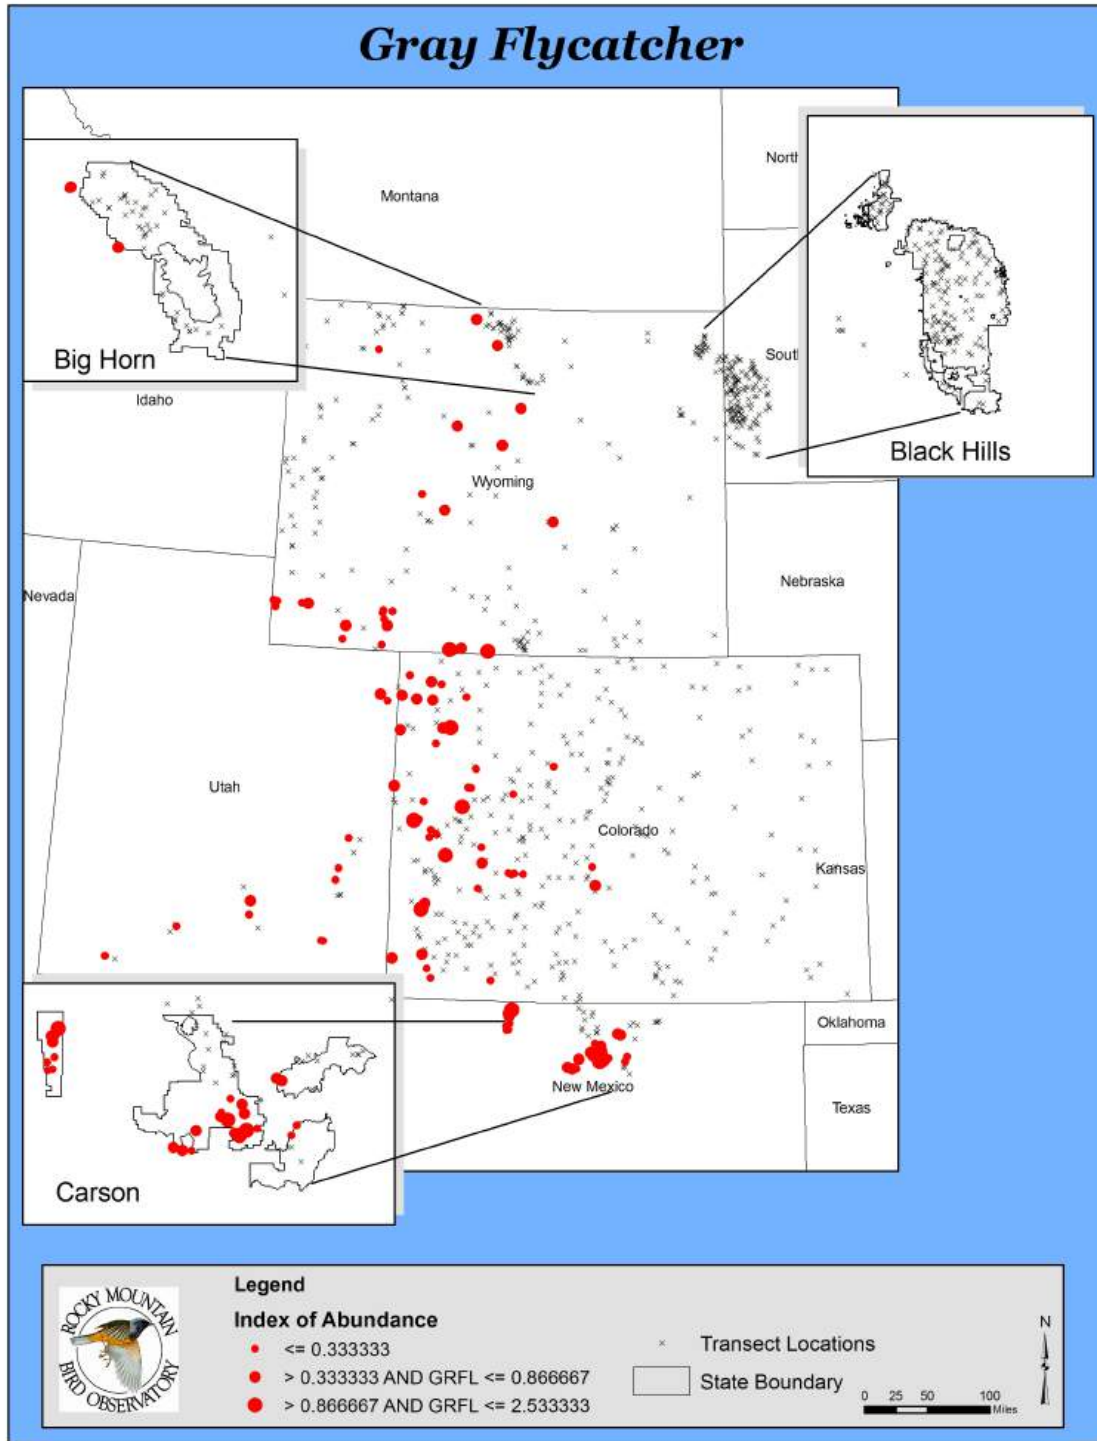 Gray Flycatcher
Montana
North
South
Big Horn
Idaho
Black Hills
Wyoming
Nevada
Nebraska
Utah
Colorado
Kansas
Oklahoma
New Mexico
Texas
Carson
Legend
Index of Abundance
<= 0.333333
> 0.333333 AND GRFL <= 0.866667
> 0.866667 AND GRFL <= 2.533333
Transect Locations
State Boundary
N
0 25 50 100
Miles
ROCKY MOUNTAIN
BIRD OBSERVATORY